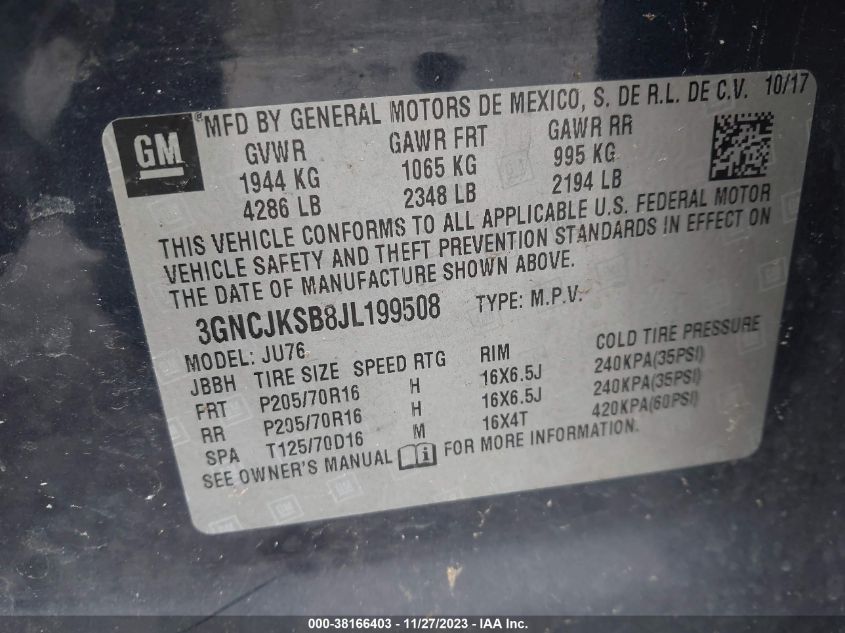 ®MFD BY GENERAL MOTORS DE MEXICO, S. DE R.L. DE C.V. 10/17
GM
GVWR GAWR FRT GAWR RR
1944 KG 1065 KG 995 KG
4286 LB 2348 LB 2194 LB
THIS VEHICLE CONFORMS TO ALL APPLICABLE U.S. FEDERAL MOTOR
VEHICLE SAFETY AND THEFT PREVENTION STANDARDS IN EFFECT ON
THE DATE OF MANUFACTURE SHOWN ABOVE.
3GNCJKSB8JL199508 TYPE: M.P.V.
MODEL: JU76
JBBH TIRE SIZE SPEED RTG RIM COLD TIRE PRESSURE
FRT P205/70R16 H 16X6.5J 240KPA(35PSI)
RR P205/70R16 H 16X6.5J 240KPA(35PSI)
SPA T125/70D16 M 16X4T 420KPA(60PSI)
SEE OWNER'S MANUAL FOR MORE INFORMATION.
000-38166403 - 11/27/2023 - IAA Inc.